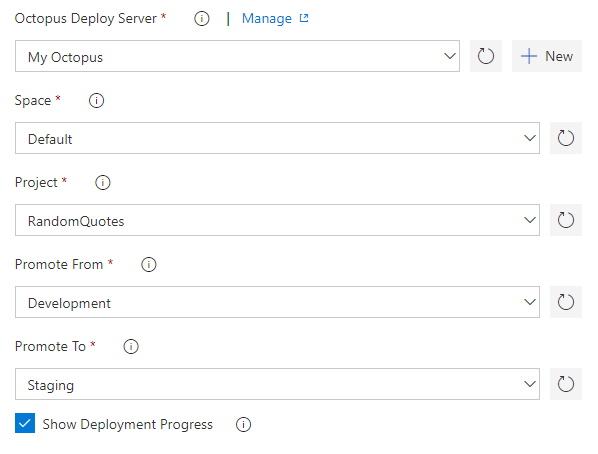 Octopus Deploy Server * | Manage
My Octopus New
Space *
Default
Project *
RandomQuotes
Promote From *
Development
Promote To *
Staging
Show Deployment Progress